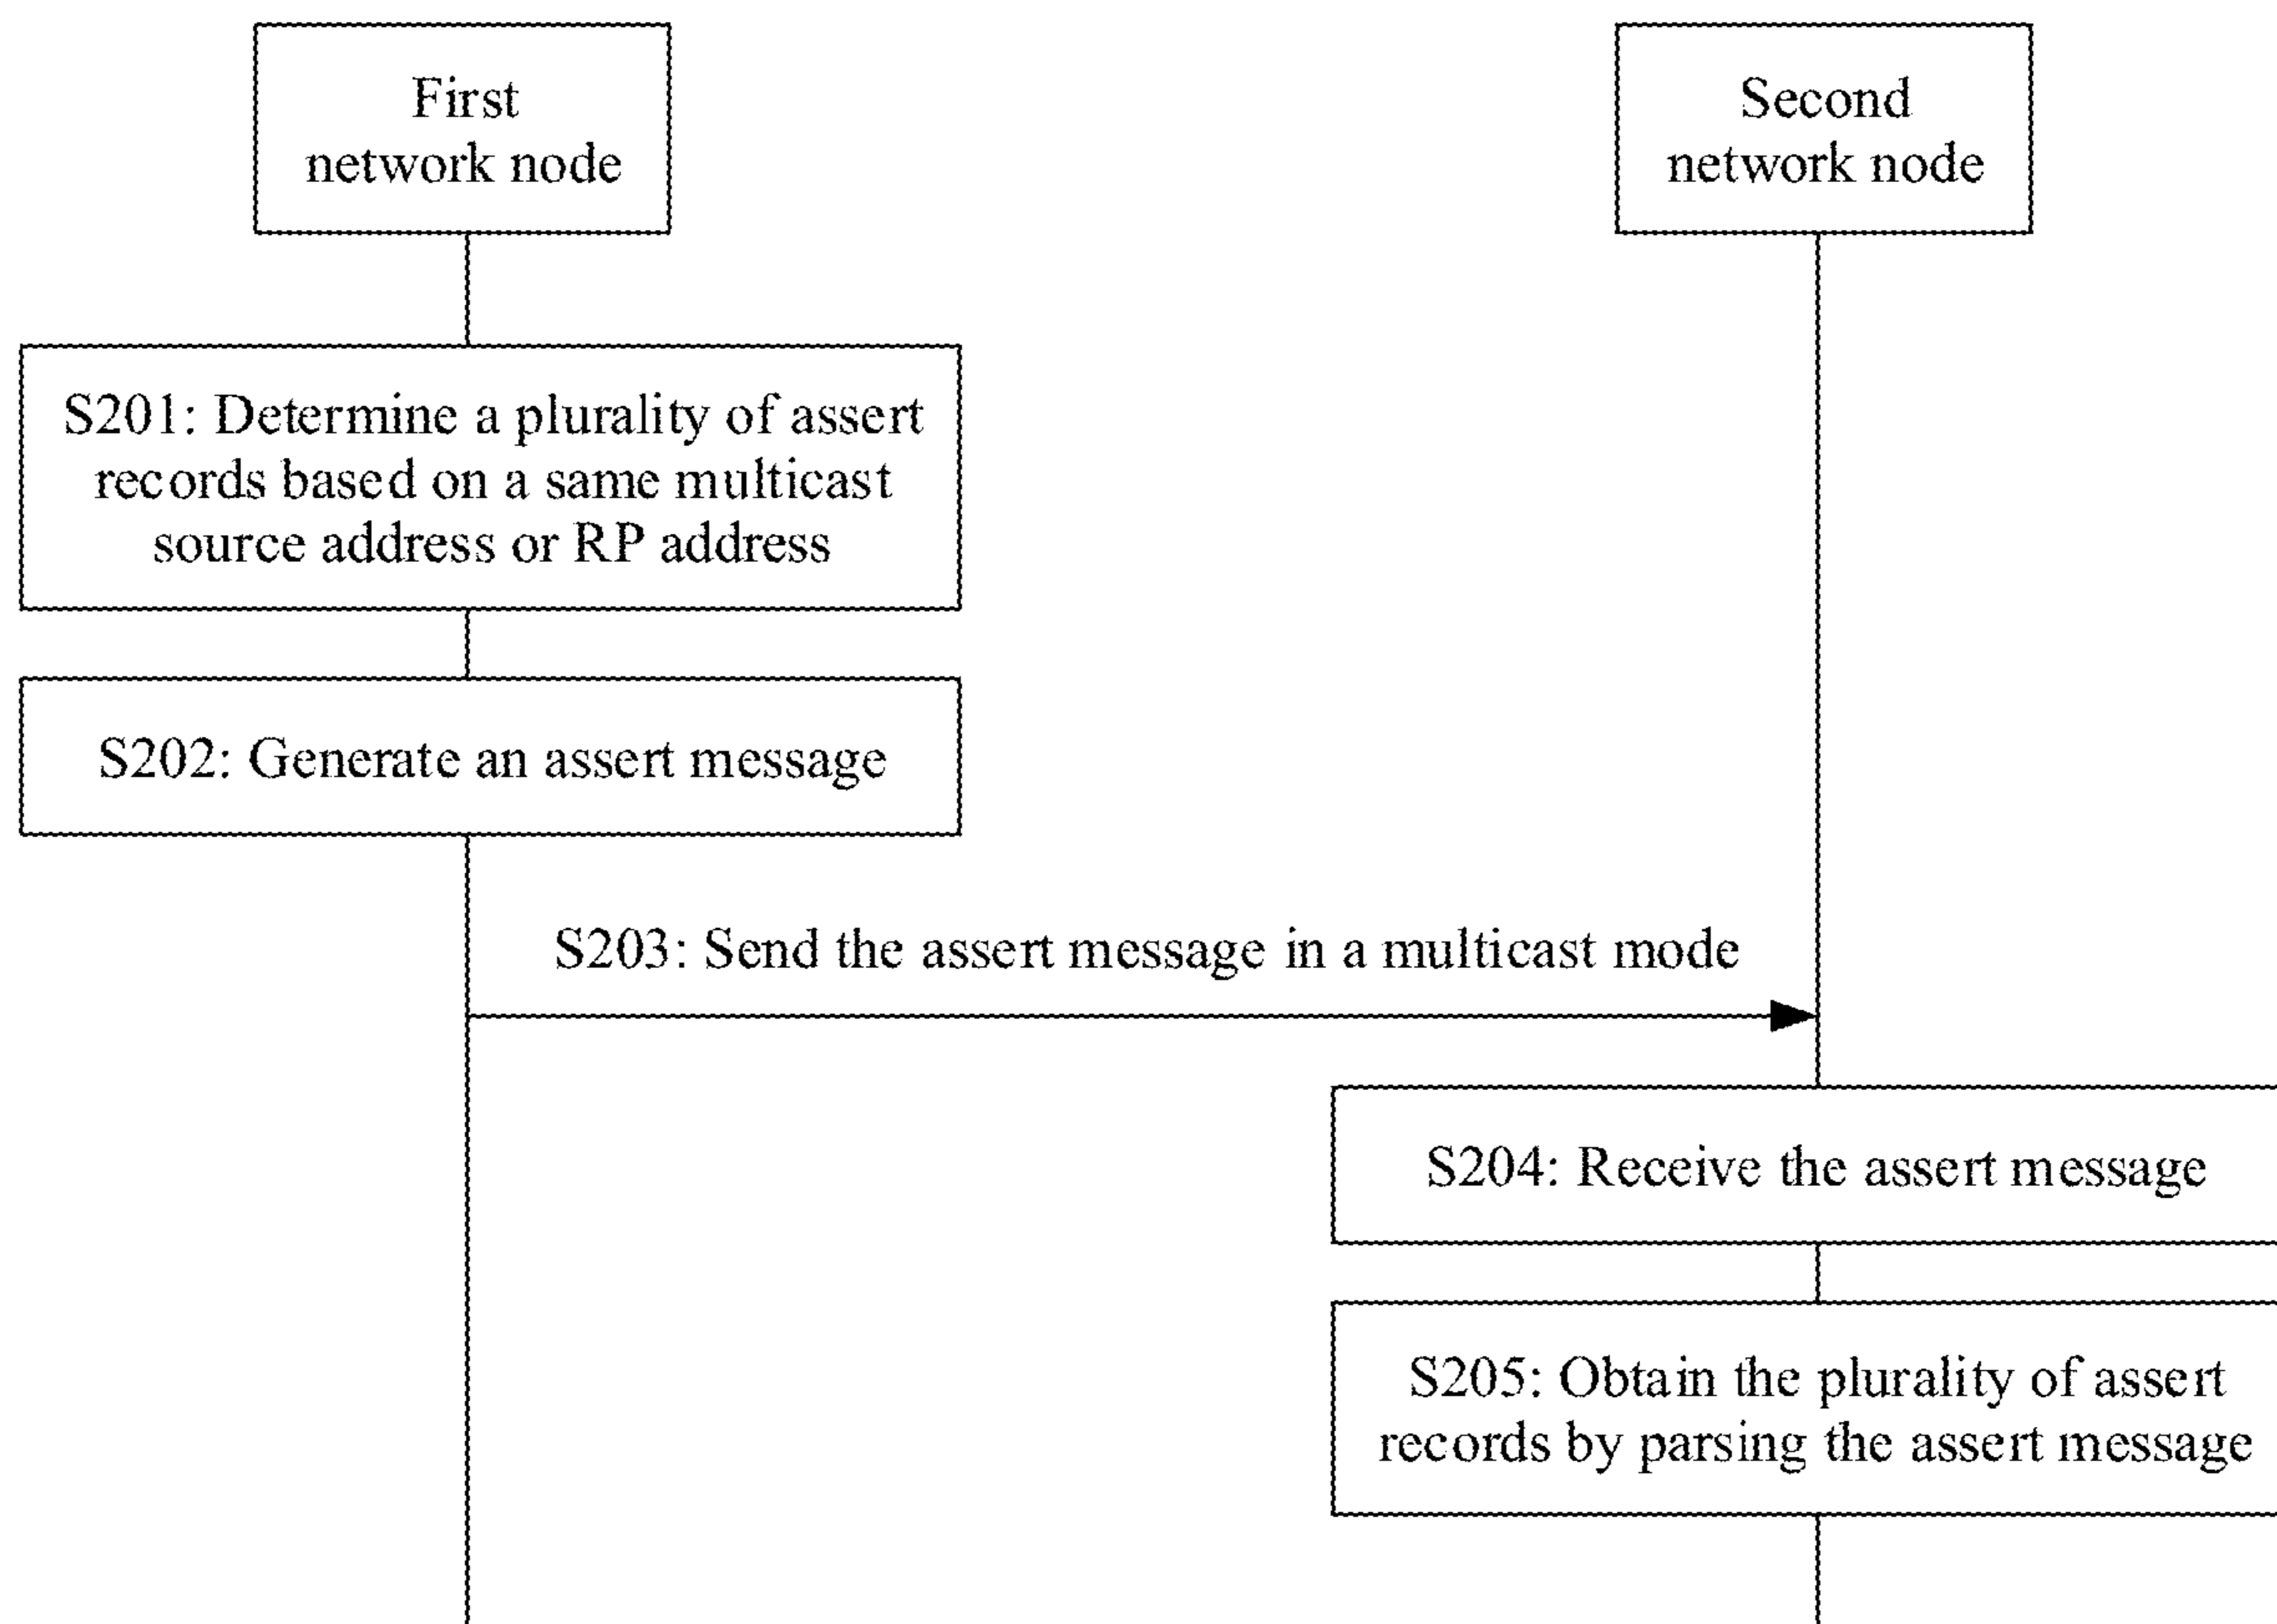 First
network node
Second
network node
S201: Determine a plurality of assert
records based on a same multicast
source address or RP address
S202: Generate an assert message
S203: Send the assert message in a multicast mode
S204: Receive the assert message
S205: Obtain the plurality of assert
records by parsing the assert message